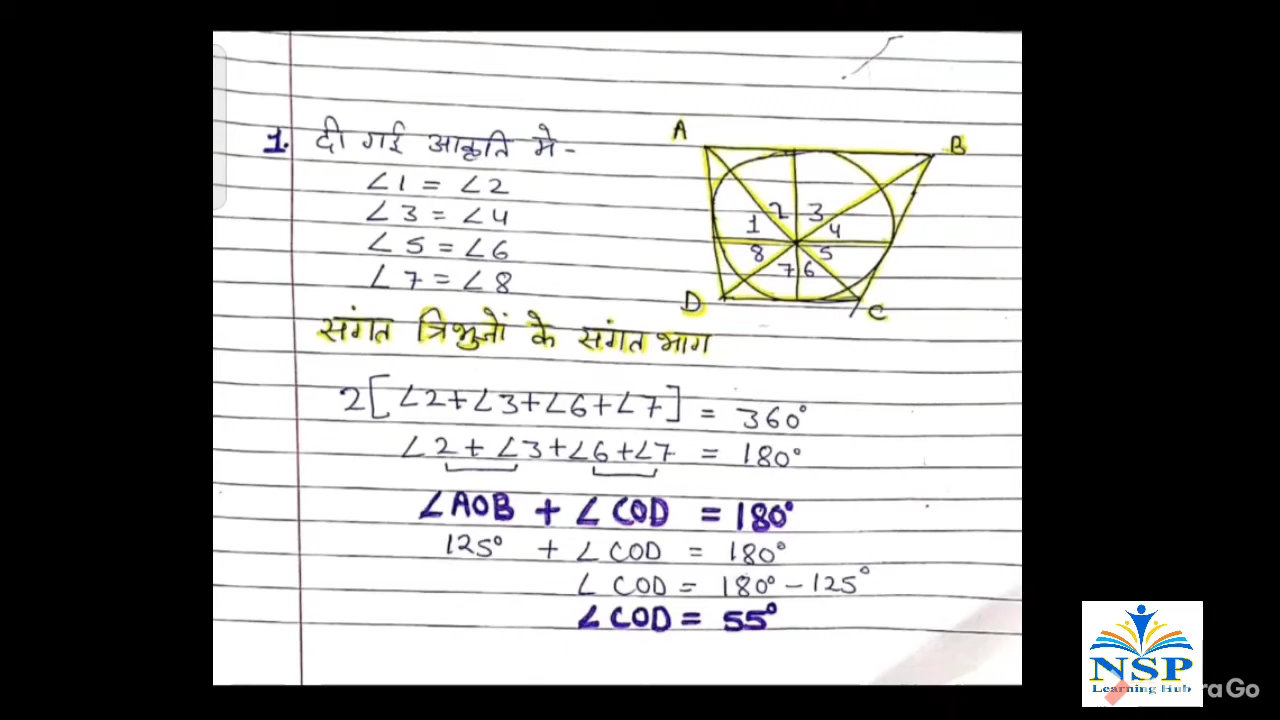 1. दी गई आकृति मे -
∠1 = ∠2
∠3 = ∠4
∠5 = ∠6
∠7 = ∠8
A
B
2 3
1 4
8 5
7 6
D
C
संगत त्रिभुजों के संगत भाग
2[∠2+∠3+∠6+∠7] = 360°
∠2 + ∠3+∠6 +∠7 = 180°
∠AOB + ∠COD = 180°
125° + ∠COD = 180°
∠COD = 180° - 125°
∠COD = 55°
NSP
Learning Hub
raGo